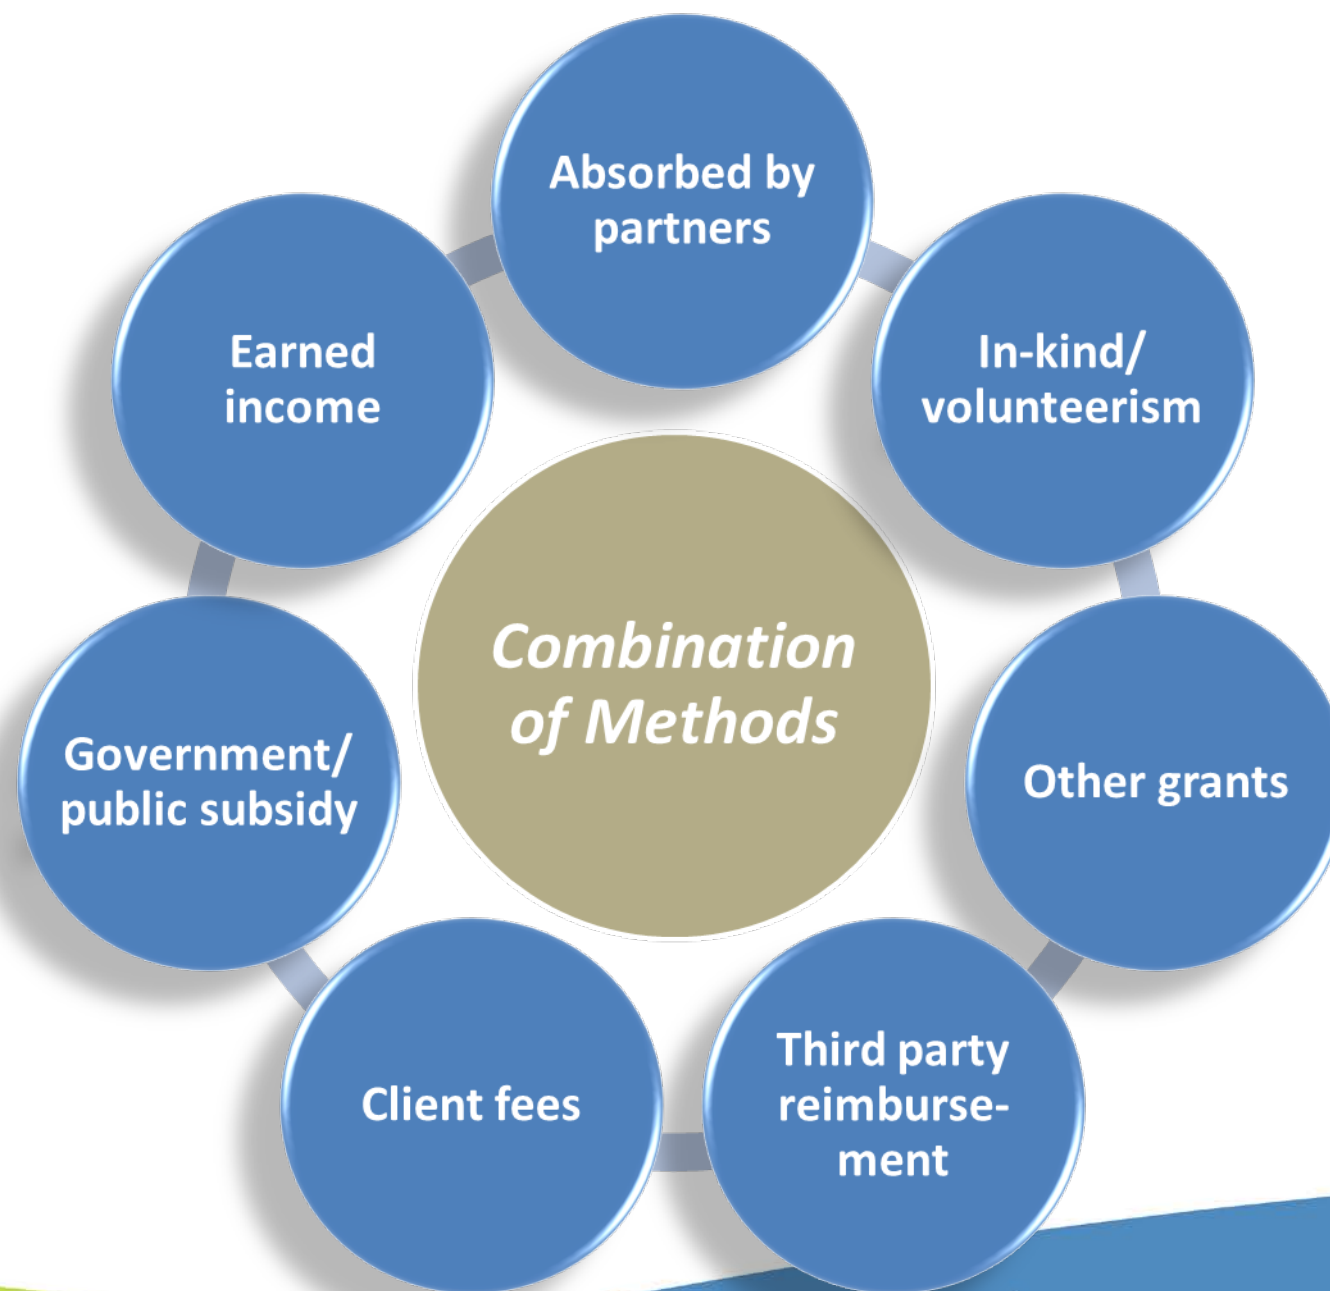 Absorbed by
partners
In-kind/
volunteerism
Other grants
Third party
reimburse-
ment
Client fees
Government/
public subsidy
Earned
income
Combination
of Methods